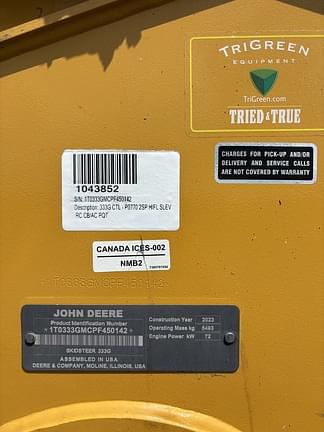 TRIGREEN
EQUIPMENT
TriGreen.com
TRIED & TRUE
CHARGES FOR PICK-UP AND/OR
DELIVERY AND SERVICE CALLS
ARE NOT COVERED BY WARRANTY
1043852
S/N: 1T0333GMCPF450142
Description: 333G CTL - P0770 2SP HIFL SLEV
RC CB/AC PQT
CANADA ICES-002
NMB2
*1T0333GMCPF450142*
JOHN DEERE
Product Identification Number
*1T0333GMCPF450142*
SKIDSTEER 333G
ASSEMBLED IN USA
DEERE & COMPANY, MOLINE, ILLINOIS, USA
Construction Year 2023
Operating Mass kg 5493
Engine Power kW 72